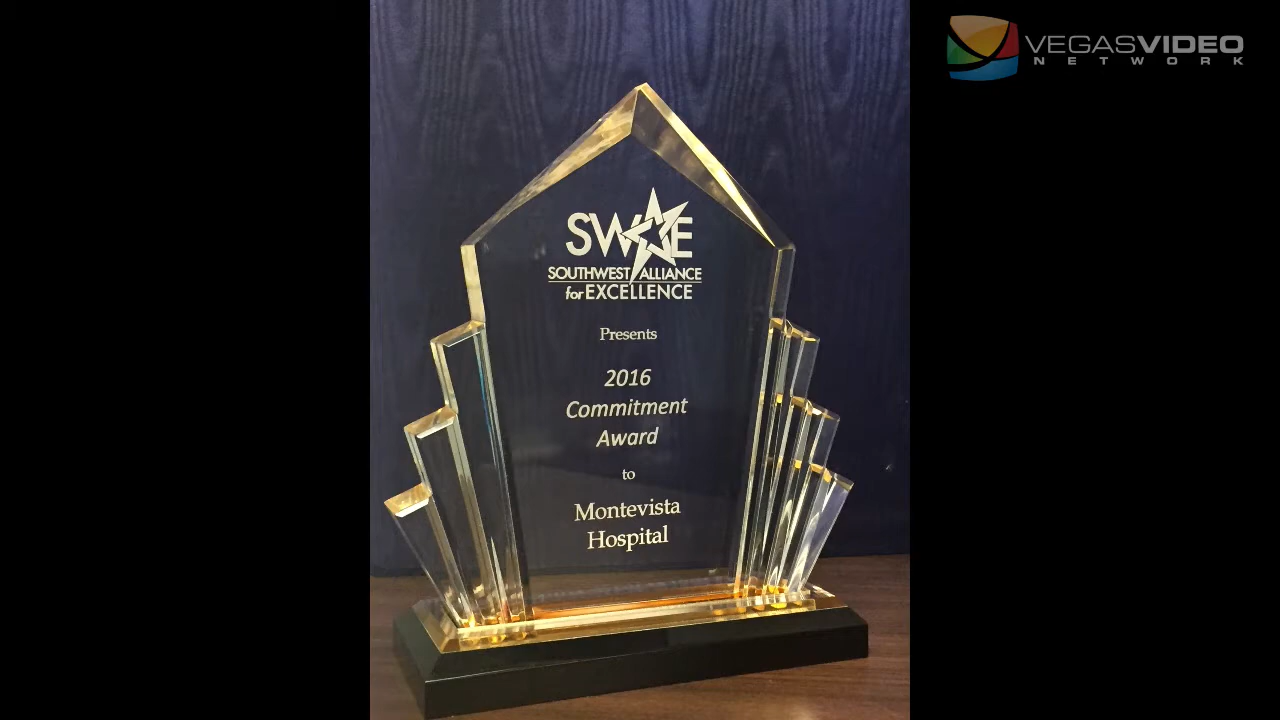 VEGASVIDEO
NETWORK
SWAE
SOUTHWEST ALLIANCE
for EXCELLENCE
Presents
2016
Commitment
Award
to
Montevista
Hospital